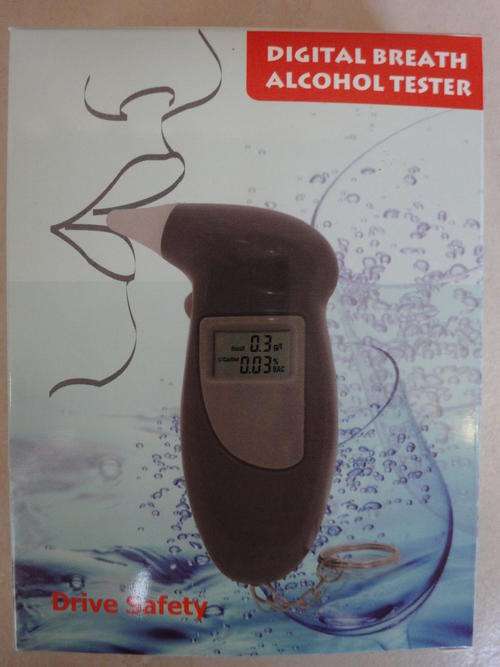 DIGITAL BREATH
ALCOHOL TESTER
0.3 g/l
0.03 % BAC
Drive Safety